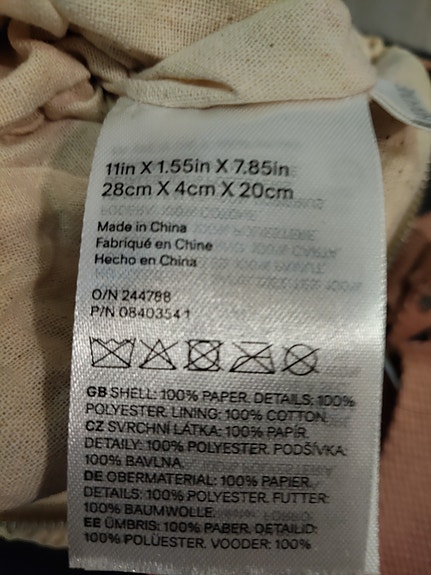 11in X 1.55in X 7.85in
28cm X 4cm X 20cm
Made in China
Fabriqué en Chine
Hecho en China
O/N 244788
P/N 0840354 1
GB SHELL: 100% PAPER. DETAILS: 100%
POLYESTER. LINING: 100% COTTON.
CZ SVRCHNÍ LÁTKA: 100% PAPÍR.
DETAILY: 100% POLYESTER. PODŠÍVKA:
100% BAVLNA.
DE OBERMATERIAL: 100% PAPIER.
DETAILS: 100% POLYESTER. FUTTER:
100% BAUMWOLLE.
EE ÜMBRIS: 100% PABER. DETAILID:
100% POLÜESTER. VOODER: 100%